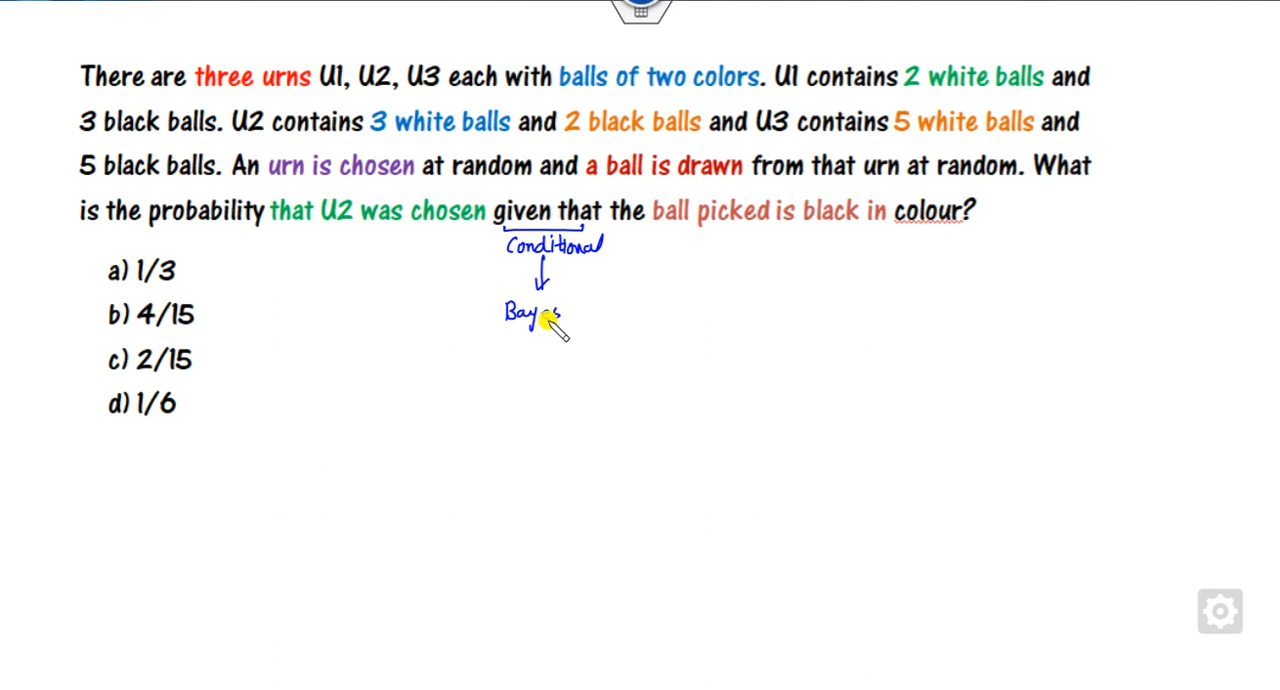 There are three urns U1, U2, U3 each with balls of two colors. U1 contains 2 white balls and
3 black balls. U2 contains 3 white balls and 2 black balls and U3 contains 5 white balls and
5 black balls. An urn is chosen at random and a ball is drawn from that urn at random. What
is the probability that U2 was chosen given that the ball picked is black in colour?
Conditional
a) 1/3
b) 4/15
Bayes
c) 2/15
d) 1/6